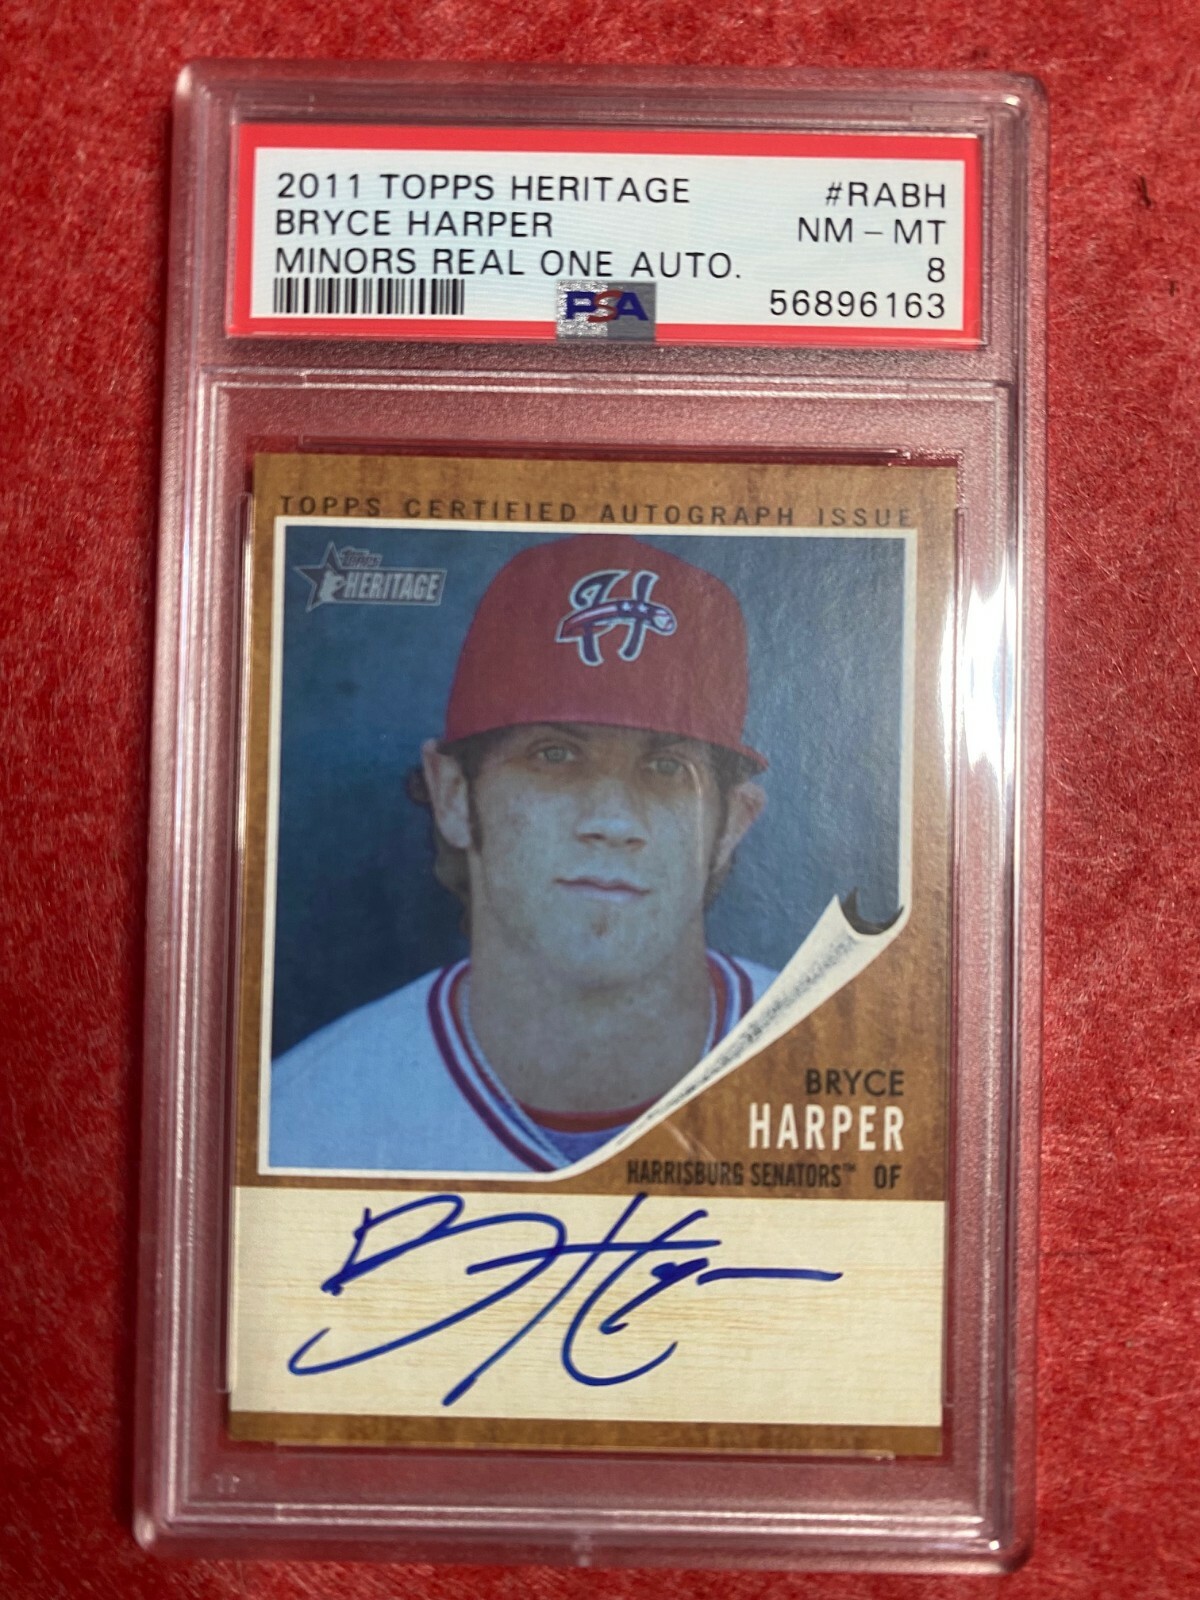 2011 TOPPS HERITAGE #RABH
BRYCE HARPER NM - MT
MINORS REAL ONE AUTO. 8
PSA 56896163
TOPPS CERTIFIED AUTOGRAPH ISSUE
TOPPS
HERITAGE
H
BRYCE
HARPER
HARRISBURG SENATORS™ OF